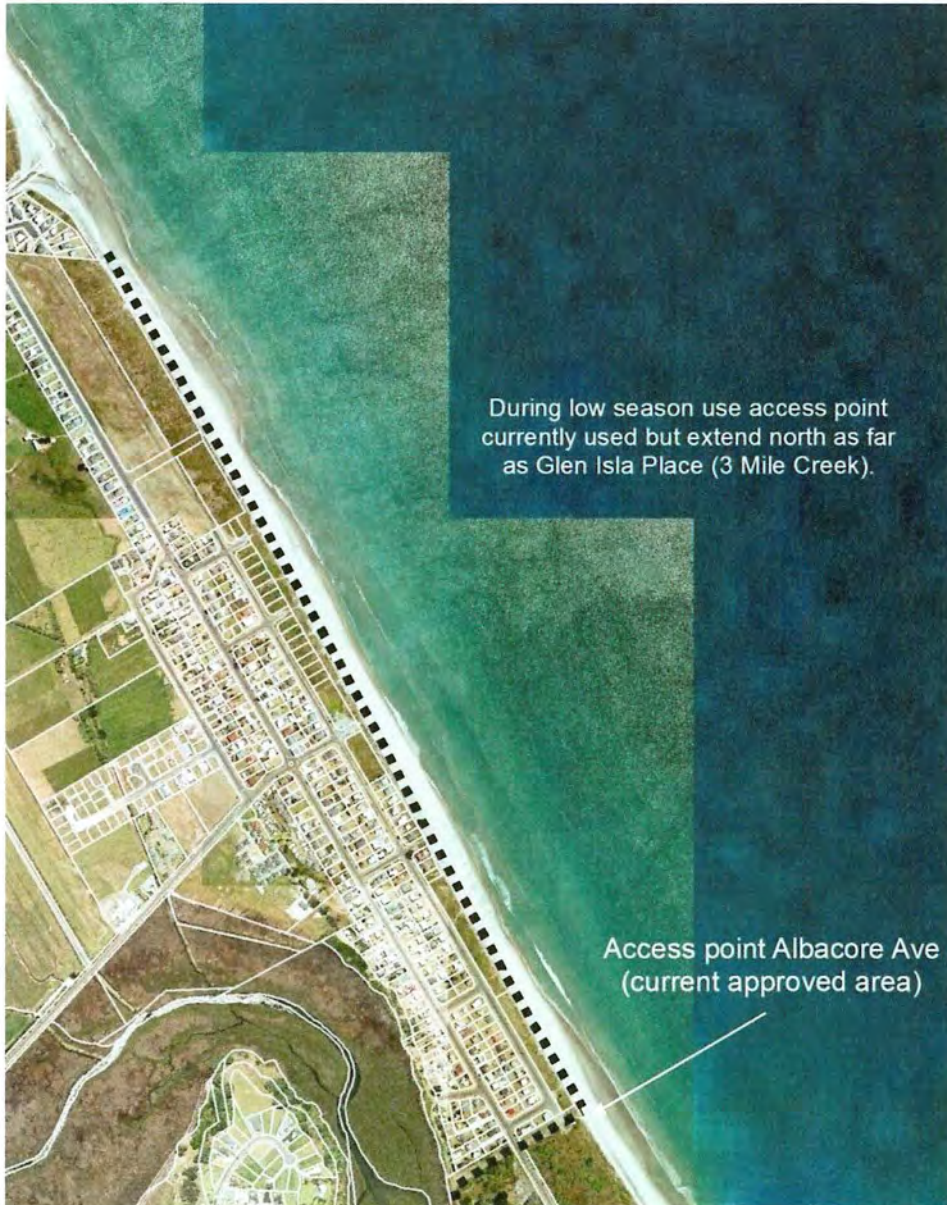 During low season use access point
currently used but extend north as far
as Glen Isla Place (3 Mile Creek).
Access point Albacore Ave
(current approved area)